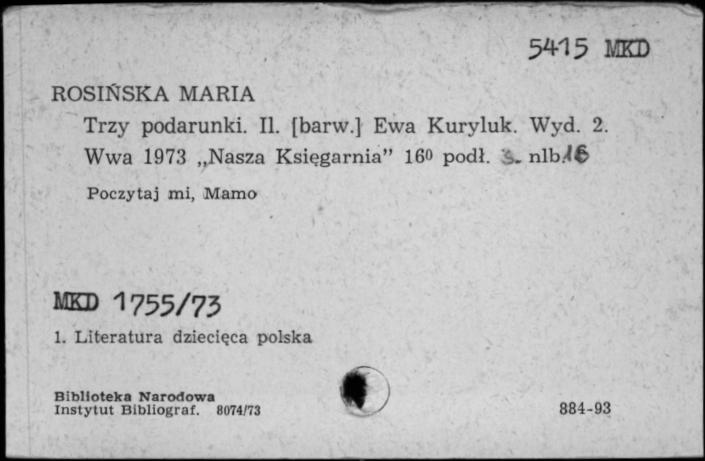 5415 MKD
ROSIŃSKA MARIA
Trzy podarunki. Il. [barw.] Ewa Kuryluk. Wyd. 2.
Wwa 1973 „Nasza Księgarnia” 16⁰ podł. s. nlb. 16
Poczytaj mi, Mamo
MKD 1755/73
1. Literatura dziecięca polska
Biblioteka Narodowa
Instytut Bibliograf. 8074/73
884-93